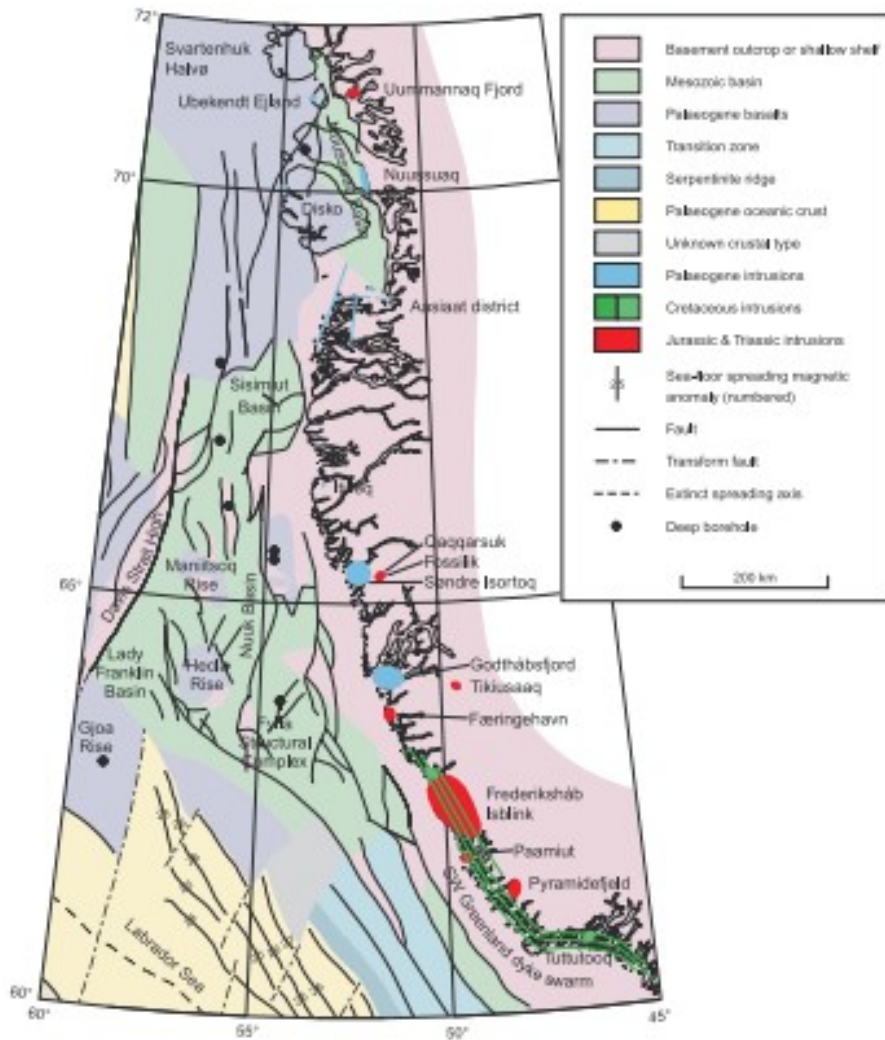 72°
Svartenhuk
Halvø
Ubekendt Ejland
Uummannaq Fjord
70°
Nuussuaq
Disko
Aasiaat district
Sisimiut
Basin
Qaqqarsuk
Fossilik
Søndre Isortoq
Davis Strait High
Maniitsoq
Rise
65°
Nuuk Basin
Lady
Franklin
Basin
Hecla
Rise
Godthåbsfjord
Tikiusaaq
Færingehavn
Gjoa
Rise
Fylla
Structural
Complex
Frederikshåb
Isblink
Paamiut
Pyramidefjeld
SW Greenland dyke swarm
Tuttutooq
Labrador Sea
60°
60°
55°
50°
45°
Basement outcrop or shallow shelf
Mesozoic basin
Palaeogene basalts
Transition zone
Serpentinite ridge
Palaeogene oceanic crust
Unknown crustal type
Palaeogene intrusions
Cretaceous intrusions
Jurassic & Triassic intrusions
Sea-floor spreading magnetic
anomaly (numbered)
Fault
Transform fault
Extinct spreading axis
Deep borehole
200 km